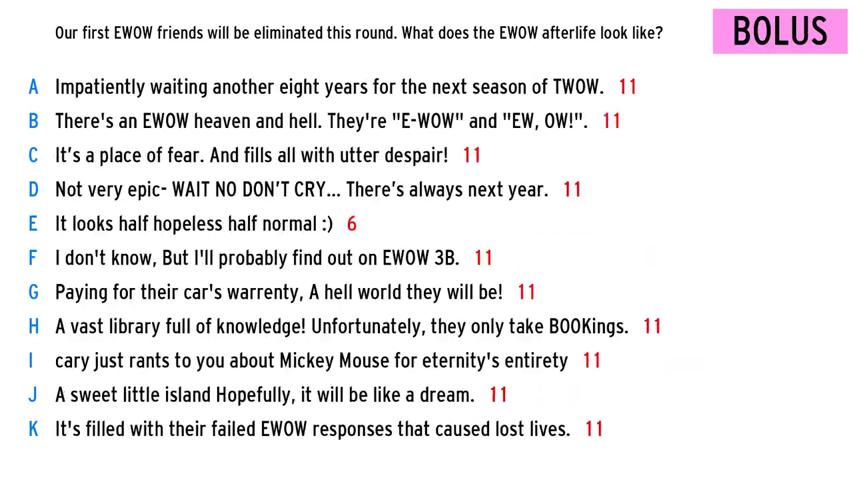 Our first EWOW friends will be eliminated this round. What does the EWOW afterlife look like?
BOLUS
A Impatiently waiting another eight years for the next season of TWOW. 11
B There's an EWOW heaven and hell. They're "E-WOW" and "EW, OW!". 11
C It’s a place of fear. And fills all with utter despair! 11
D Not very epic- WAIT NO DON’T CRY... There’s always next year. 11
E It looks half hopeless half normal :) 6
F I don't know, But I'll probably find out on EWOW 3B. 11
G Paying for their car's warrenty, A hell world they will be! 11
H A vast library full of knowledge! Unfortunately, they only take BOOKings. 11
I cary just rants to you about Mickey Mouse for eternity's entirety 11
J A sweet little island Hopefully, it will be like a dream. 11
K It's filled with their failed EWOW responses that caused lost lives. 11